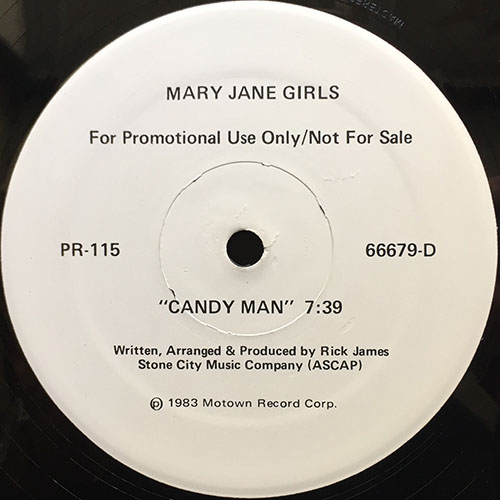 MASTERED
MARY JANE GIRLS
For Promotional Use Only/Not For Sale
PR-115 66679-D
"CANDY MAN" 7:39
Written, Arranged & Produced by Rick James
Stone City Music Company (ASCAP)
℗ 1983 Motown Record Corp.